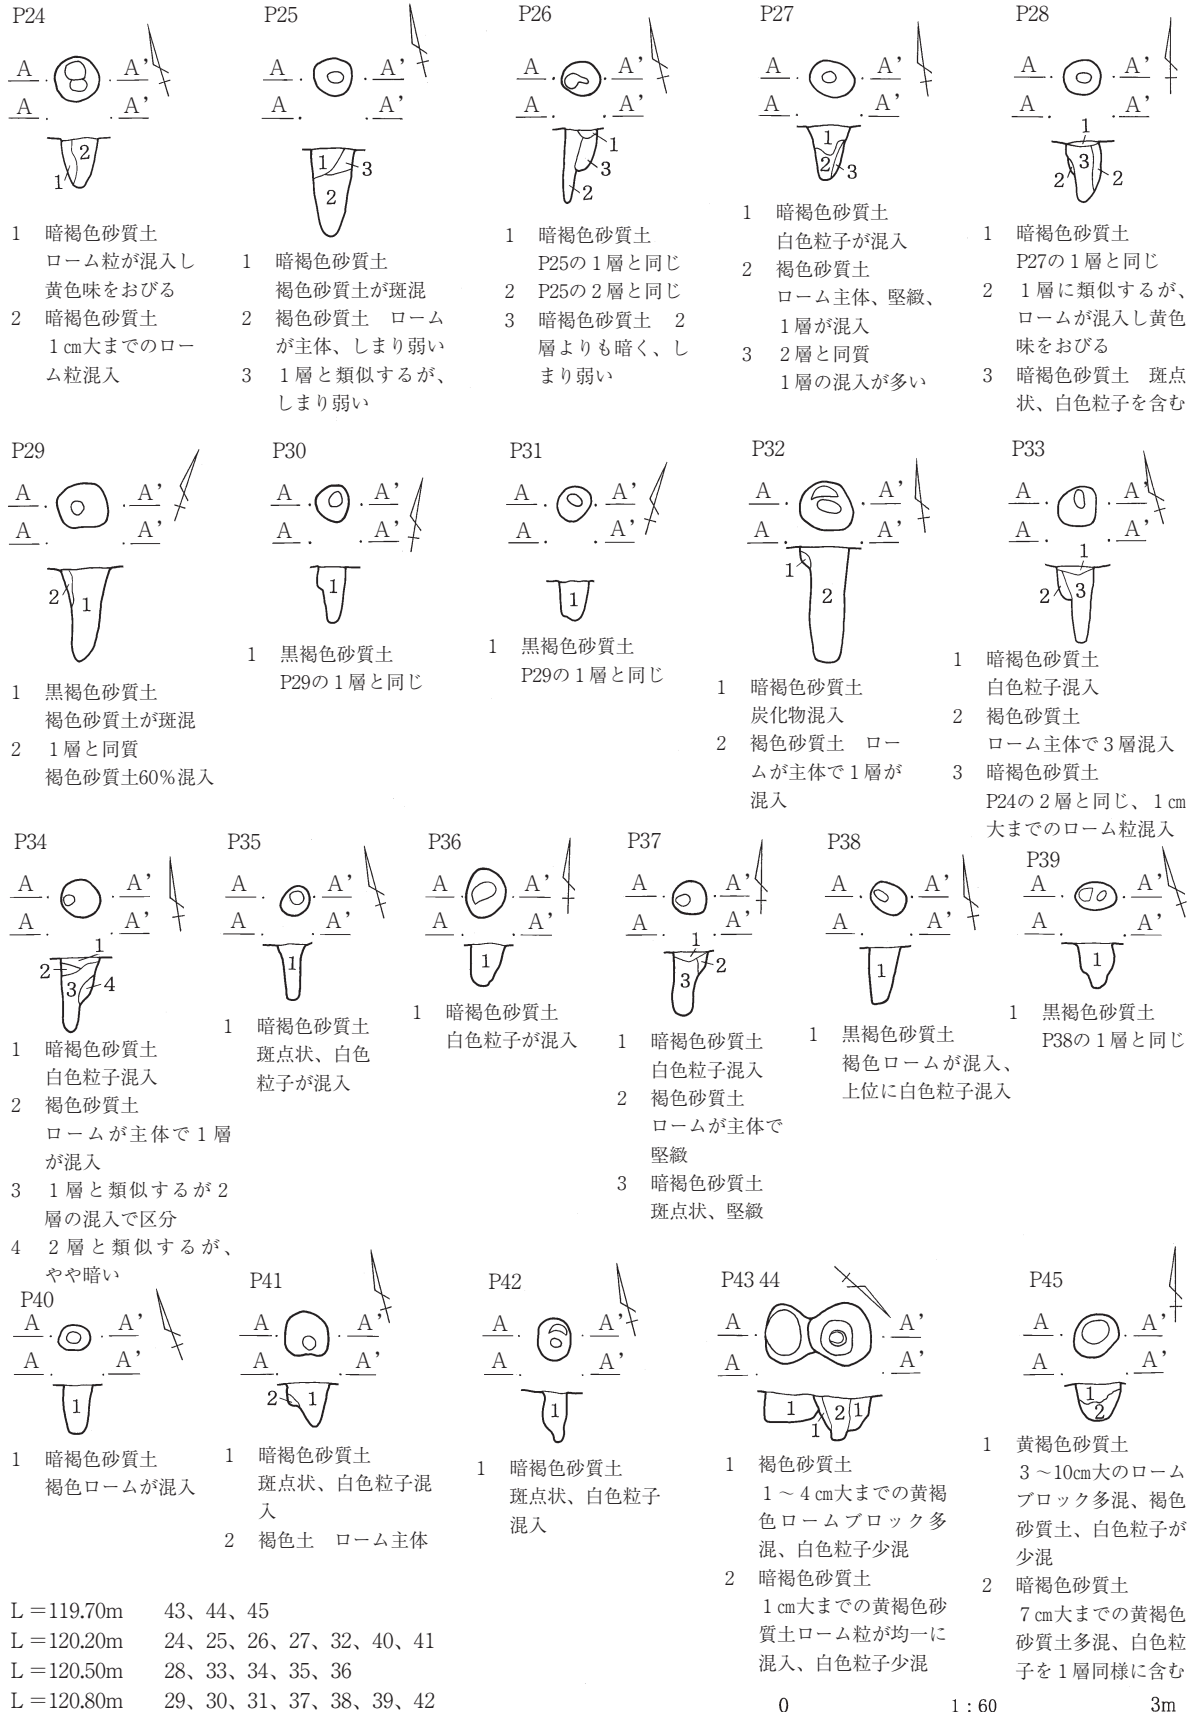 P24
A A'
A A'
2
1
1 暗褐色砂質土
ローム粒が混入し
黄色味をおびる
2 暗褐色砂質土
1㎝大までのロー
ム粒混入
P25
A A'
A A'
1 3
2
1 暗褐色砂質土
褐色砂質土が斑混
2 褐色砂質土 ローム
が主体、しまり弱い
3 1層と類似するが、
しまり弱い
P26
A A'
A A'
1
3
2
1 暗褐色砂質土
P25の1層と同じ
2 P25の2層と同じ
3 暗褐色砂質土 2
層よりも暗く、し
まり弱い
P27
A A'
A A'
1
2 3
1 暗褐色砂質土
白色粒子が混入
2 褐色砂質土
ローム主体、堅緻、
1層が混入
3 2層と同質
1層の混入が多い
P28
A A'
A A'
1
3
2 2
1 暗褐色砂質土
P27の1層と同じ
2 1層に類似するが、
ロームが混入し黄色
味をおびる
3 暗褐色砂質土 斑点
状、白色粒子を含む
P29
A A'
A A'
2 1
1 黒褐色砂質土
褐色砂質土が斑混
2 1層と同質
褐色砂質土60%混入
P30
A A'
A A'
1
1 黒褐色砂質土
P29の1層と同じ
P31
A A'
A A'
1
1 黒褐色砂質土
P29の1層と同じ
P32
A A'
A A'
1
2
1 暗褐色砂質土
炭化物混入
2 褐色砂質土 ロー
ムが主体で1層が
混入
P33
A A'
A A'
1
2 3
1 暗褐色砂質土
白色粒子混入
2 褐色砂質土
ローム主体で3層混入
3 暗褐色砂質土
P24の2層と同じ、1㎝
大までのローム粒混入
P34
A A'
A A'
1
2
3 4
1 暗褐色砂質土
白色粒子混入
2 褐色砂質土
ロームが主体で1層
が混入
3 1層と類似するが2
層の混入で区分
4 2層と類似するが、
やや暗い
P35
A A'
A A'
1
1 暗褐色砂質土
斑点状、白色
粒子が混入
P36
A A'
A A'
1
1 暗褐色砂質土
白色粒子が混入
P37
A A'
A A'
1
2
3
1 暗褐色砂質土
白色粒子混入
2 褐色砂質土
ロームが主体で
堅緻
3 暗褐色砂質土
斑点状、堅緻
P38
A A'
A A'
1
1 黒褐色砂質土
褐色ロームが混入、
上位に白色粒子混入
P39
A A'
A A'
1
1 黒褐色砂質土
P38の1層と同じ
P40
A A'
A A'
1
1 暗褐色砂質土
褐色ロームが混入
P41
A A'
A A'
2 1
1 暗褐色砂質土
斑点状、白色粒子混
入
2 褐色土 ローム主体
P42
A A'
A A'
1
1 暗褐色砂質土
斑点状、白色粒子
混入
P43 44
A A'
A A'
1 2 1
1
1 褐色砂質土
1～4㎝大までの黄褐
色ロームブロック多
混、白色粒子少混
2 暗褐色砂質土
1㎝大までの黄褐色砂
質土ローム粒が均一に
混入、白色粒子少混
P45
A A'
A A'
1
2
1 黄褐色砂質土
3～10㎝大のローム
ブロック多混、褐色
砂質土、白色粒子が
少混
2 暗褐色砂質土
7㎝大までの黄褐色
砂質土多混、白色粒
子を1層同様に含む
L=119.70m 43、44、45
L=120.20m 24、25、26、27、32、40、41
L=120.50m 28、33、34、35、36
L=120.80m 29、30、31、37、38、39、42
0 1:60 3m